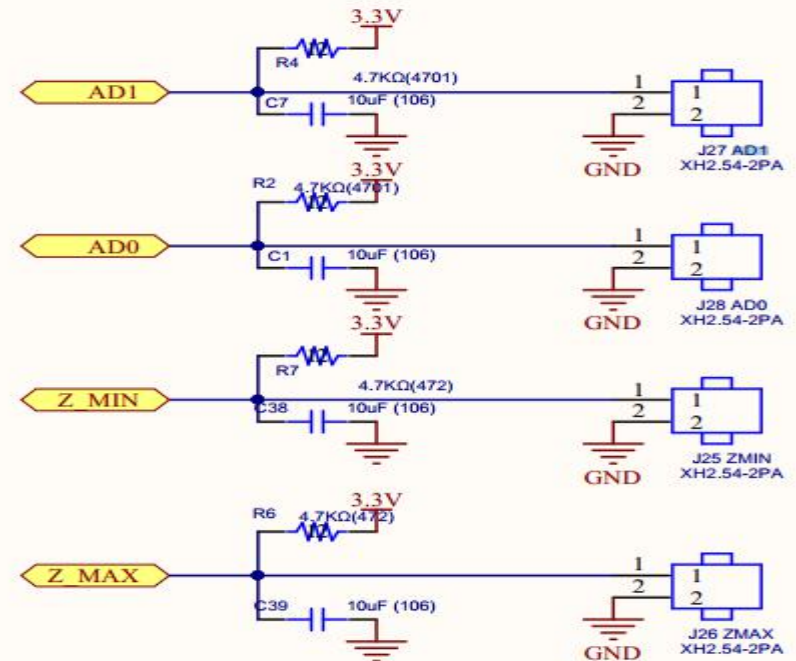 3.3V
R4
4.7KΩ(4701)
AD1
C7
10uF (106)
1
2
1
2
GND
J27 AD1
XH2.54-2PA
3.3V
R2
4.7KΩ(4701)
AD0
C1
10uF (106)
1
2
1
2
GND
J28 AD0
XH2.54-2PA
3.3V
R7
4.7KΩ(472)
Z_MIN
C38
10uF (106)
1
2
1
2
GND
J25 ZMIN
XH2.54-2PA
3.3V
R6
4.7KΩ(472)
Z_MAX
C39
10uF (106)
1
2
1
2
GND
J26 ZMAX
XH2.54-2PA